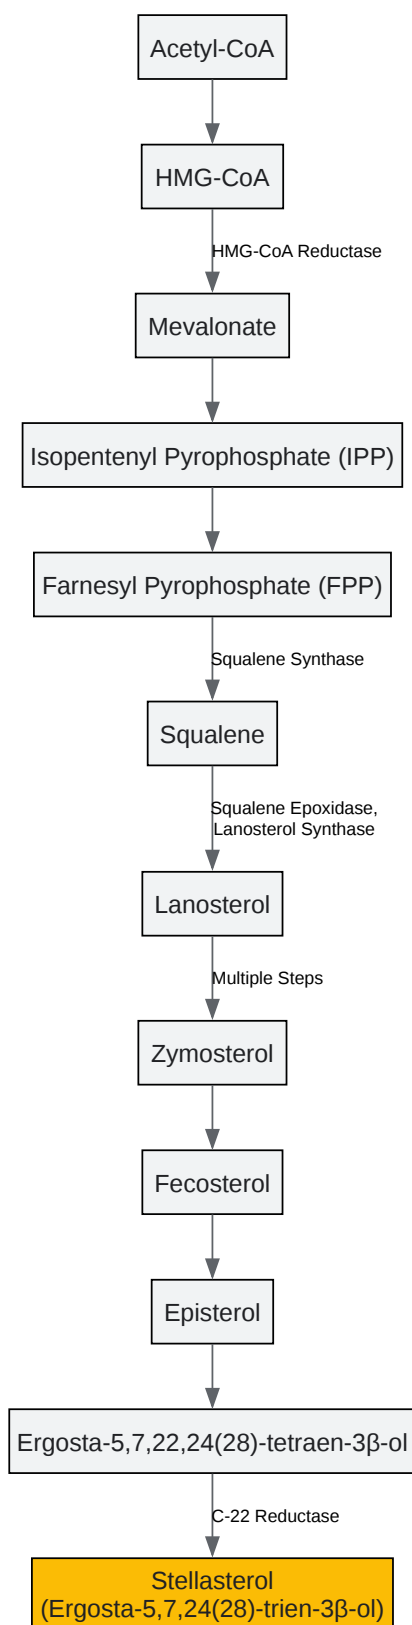 Acetyl-CoA
HMG-CoA
HMG-CoA Reductase
Mevalonate
Isopentenyl Pyrophosphate (IPP)
Farnesyl Pyrophosphate (FPP)
Squalene Synthase
Squalene
Squalene Epoxidase,
Lanosterol Synthase
Lanosterol
Multiple Steps
Zymosterol
Fecosterol
Episterol
Ergosta-5,7,22,24(28)-tetraen-3β-ol
C-22 Reductase
Stellasterol
(Ergosta-5,7,24(28)-trien-3β-ol)